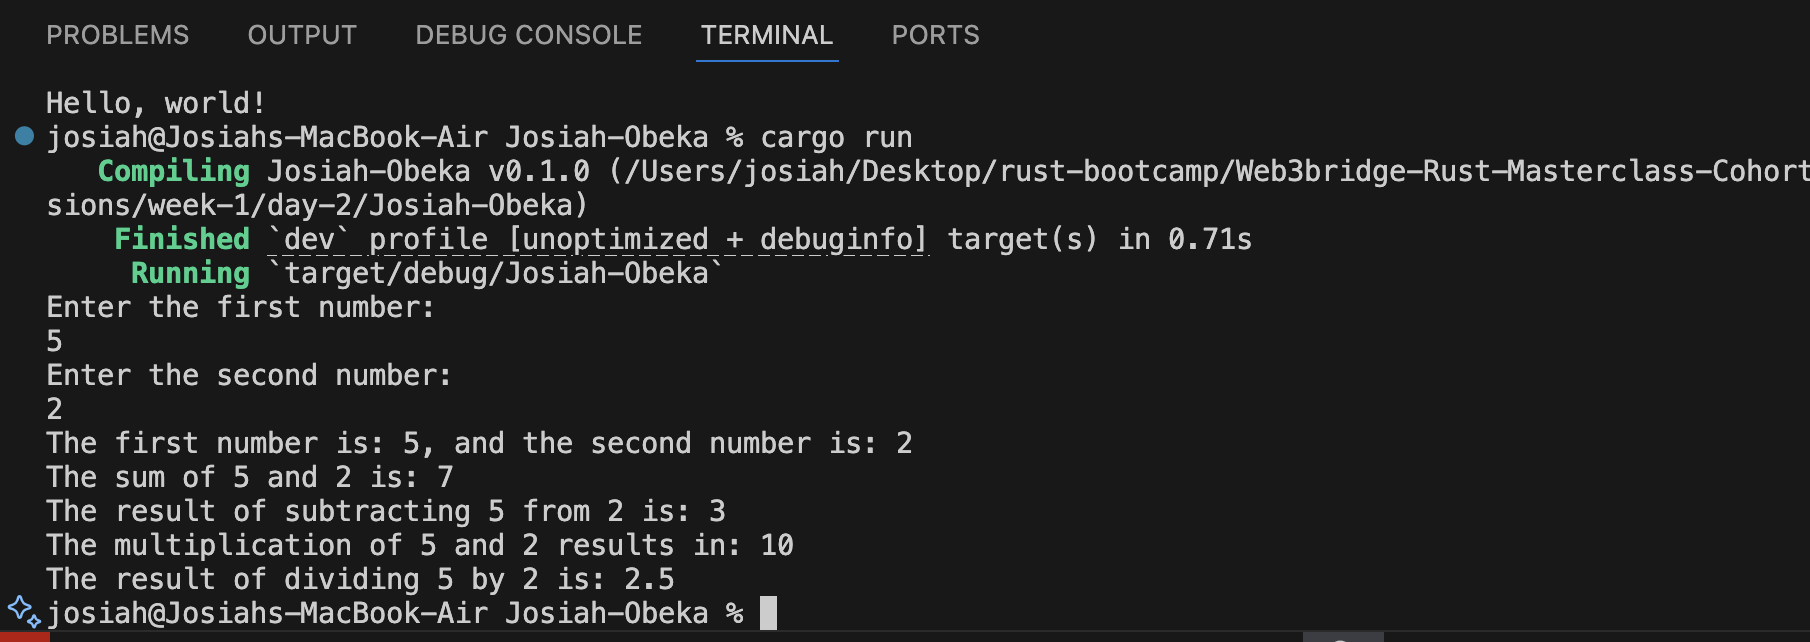 PROBLEMS OUTPUT DEBUG CONSOLE TERMINAL PORTS
Hello, world!
josiah@Josiahs-MacBook-Air Josiah-Obeka % cargo run
   Compiling Josiah-Obeka v0.1.0 (/Users/josiah/Desktop/rust-bootcamp/Web3bridge-Rust-Masterclass-Cohort
sions/week-1/day-2/Josiah-Obeka)
    Finished `dev` profile [unoptimized + debuginfo] target(s) in 0.71s
     Running `target/debug/Josiah-Obeka`
Enter the first number:
5
Enter the second number:
2
The first number is: 5, and the second number is: 2
The sum of 5 and 2 is: 7
The result of subtracting 5 from 2 is: 3
The multiplication of 5 and 2 results in: 10
The result of dividing 5 by 2 is: 2.5
josiah@Josiahs-MacBook-Air Josiah-Obeka %